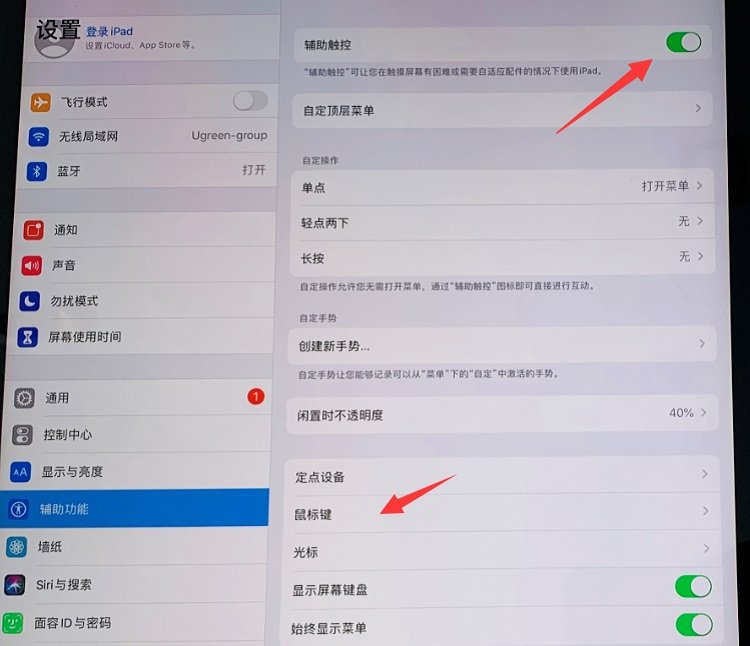 设置
登录iPad
设置iCloud、App Store等。
飞行模式
无线局域网 Ugreen-group
蓝牙 打开
通知
声音
勿扰模式
屏幕使用时间
通用 1
控制中心
AA 显示与亮度
辅助功能
墙纸
Siri与搜索
面容ID与密码
辅助触控
“辅助触控”可让您在触摸屏幕有困难或需要自适应配件的情况下使用iPad。
自定顶层菜单
自定操作
单点 打开菜单
轻点两下 无
长按 无
自定操作允许您无需打开菜单，通过“辅助触控”图标即可直接进行互动。
自定手势
创建新手势...
自定手势让您能够记录可以从“菜单”下的“自定”中激活的手势。
闲置时不透明度 40%
定点设备
鼠标键
光标
显示屏幕键盘
始终显示菜单